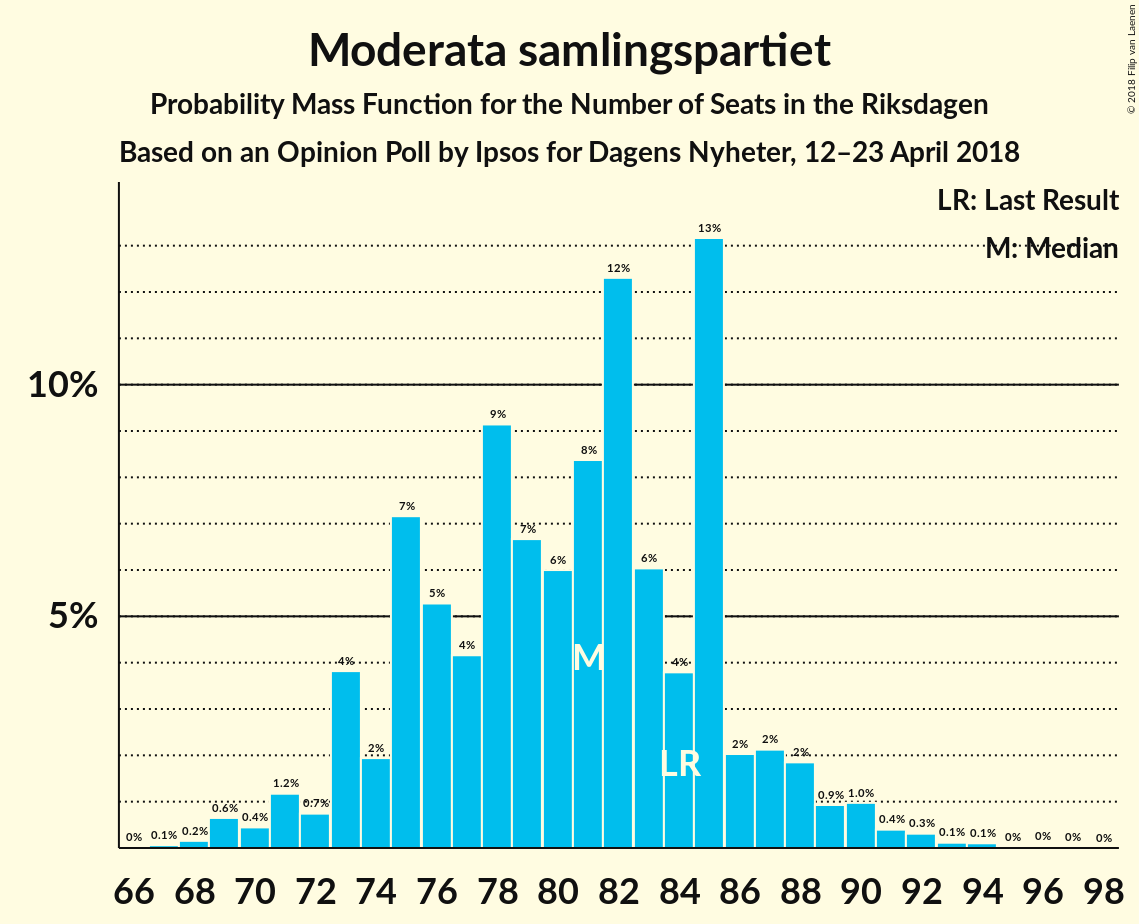 © 2018 Filip van Laenen
Moderata samlingspartiet
Probability Mass Function for the Number of Seats in the Riksdagen
Based on an Opinion Poll by Ipsos for Dagens Nyheter, 12–23 April 2018
LR: Last Result
M: Median
10%
5%
0% 0.1% 0.2% 0.6% 0.4% 1.2% 0.7% 4% 2% 7% 5% 4% 9% 7% 6% 8% 12% 6% 4% 13% 2% 2% 2% 0.9% 1.0% 0.4% 0.3% 0.1% 0.1% 0% 0% 0% 0%
M
LR
66 68 70 72 74 76 78 80 82 84 86 88 90 92 94 96 98